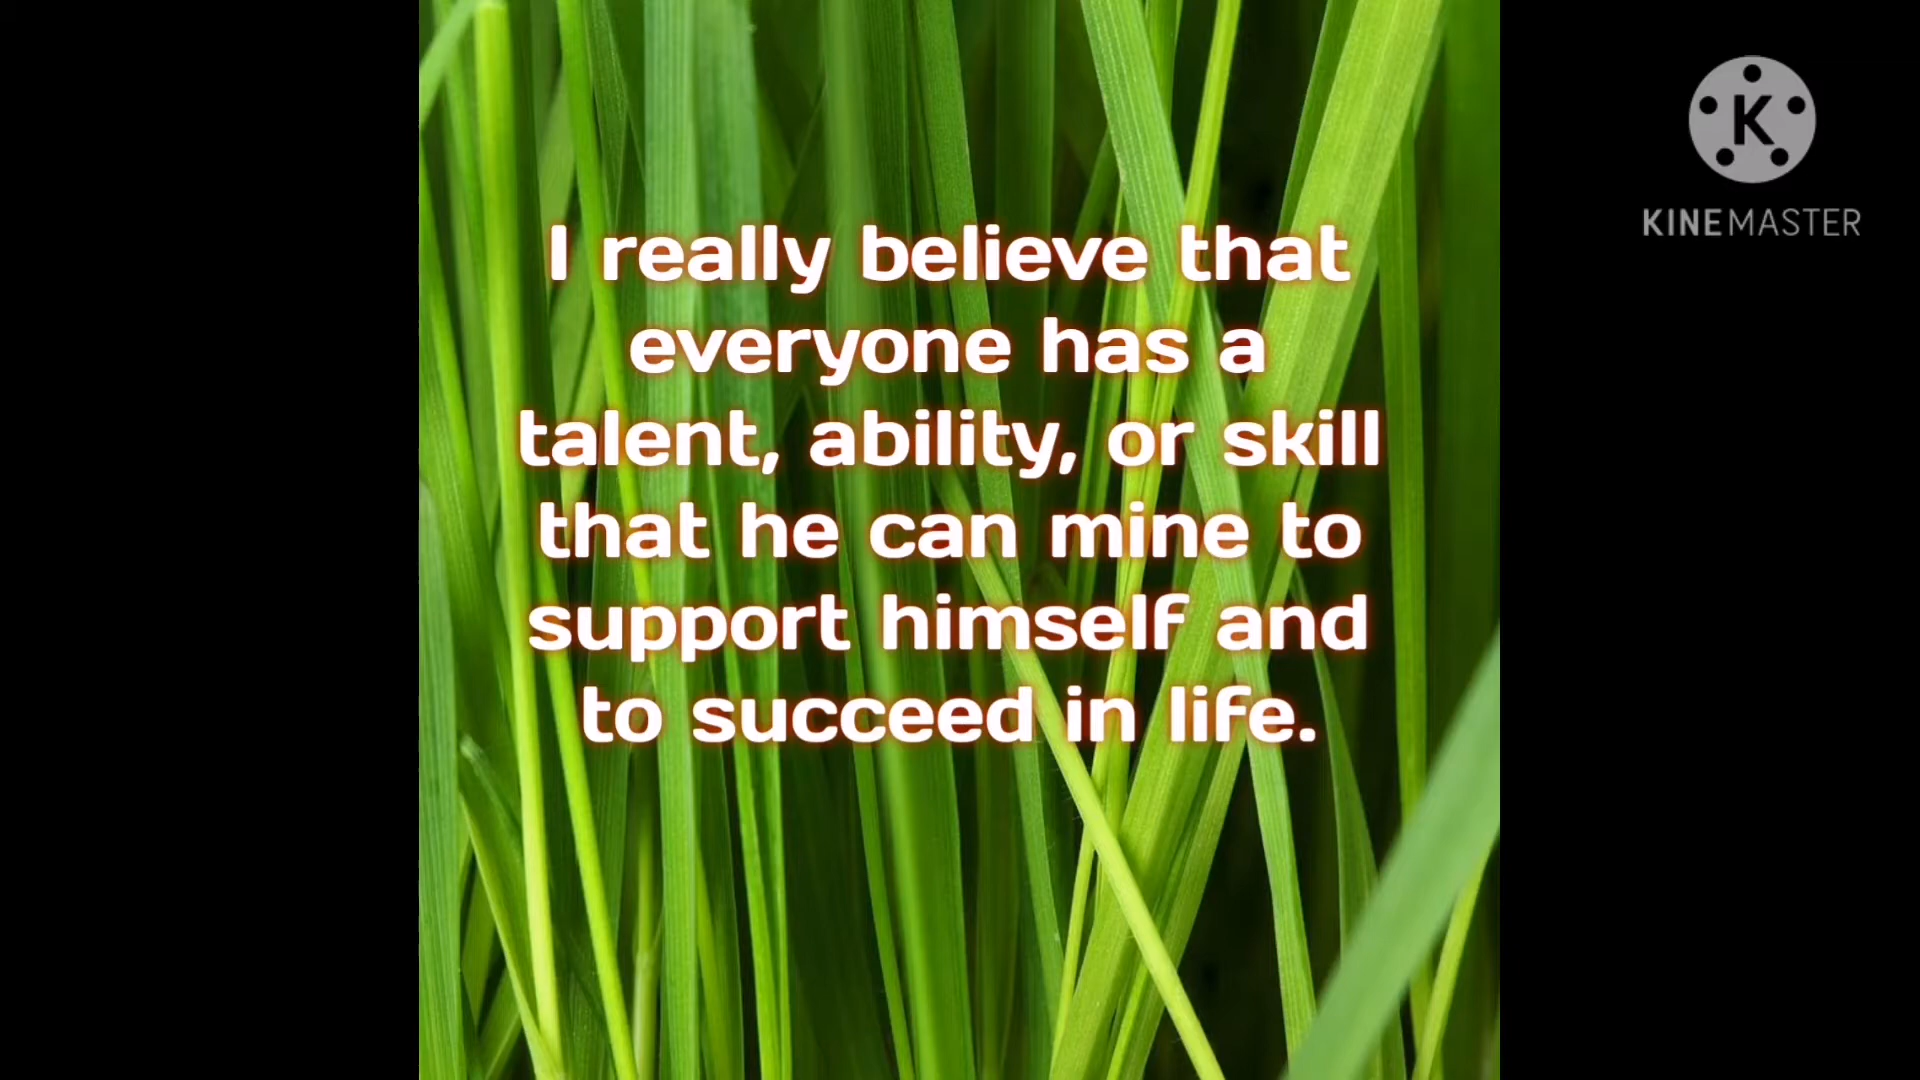 I really believe that
everyone has a
talent, ability, or skill
that he can mine to
support himself and
to succeed in life.
K
KINEMASTER